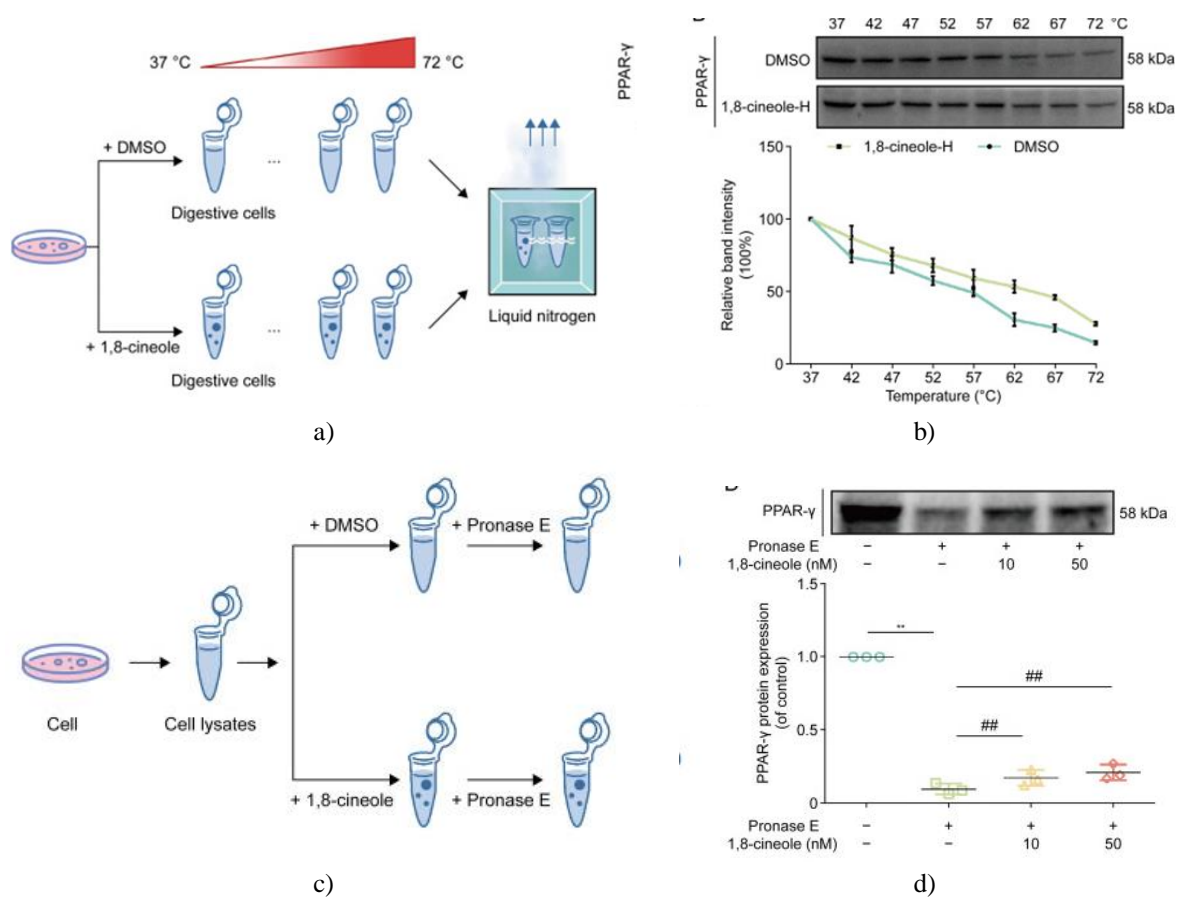 37 °C
72 °C
+ DMSO
...
Digestive cells
+ 1,8-cineole
...
Digestive cells
Liquid nitrogen
a)
PPAR-γ
37 42 47 52 57 62 67 72 °C
PPAR-γ
DMSO
58 kDa
1,8-cineole-H
58 kDa
1,8-cineole-H DMSO
Relative band intensity
(100%)
150
100
50
0
37 42 47 52 57 62 67 72
Temperature (°C)
b)
Cell
Cell lysates
+ DMSO
+ Pronase E
+ 1,8-cineole
+ Pronase E
c)
PPAR-γ
58 kDa
Pronase E − + + +
1,8-cineole (nM) − − 10 50
PPAR-γ protein expression
(of control)
1.5
1.0
0.5
0
**
##
##
Pronase E − + + +
1,8-cineole (nM) − − 10 50
d)